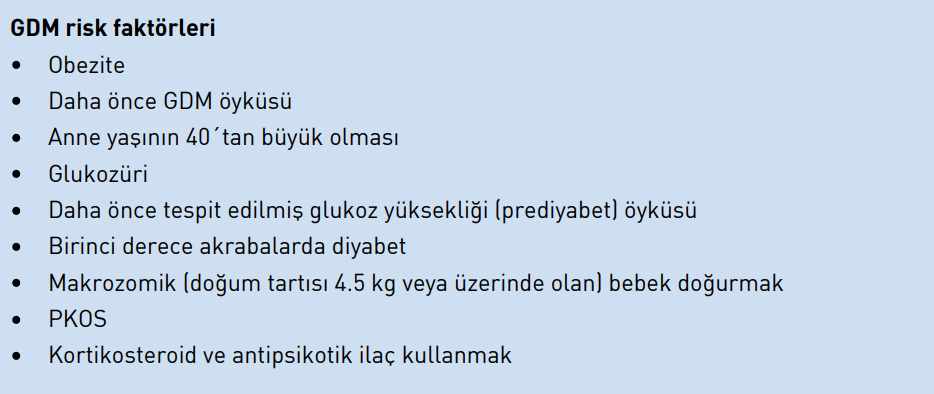 GDM risk faktörleri
• Obezite
• Daha önce GDM öyküsü
• Anne yaşının 40´tan büyük olması
• Glukozüri
• Daha önce tespit edilmiş glukoz yüksekliği (prediyabet) öyküsü
• Birinci derece akrabalarda diyabet
• Makrozomik (doğum tartısı 4.5 kg veya üzerinde olan) bebek doğurmak
• PKOS
• Kortikosteroid ve antipsikotik ilaç kullanmak